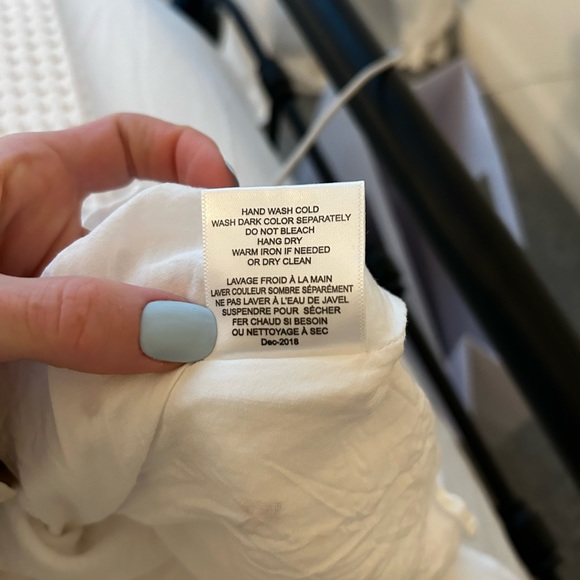 HAND WASH COLD
WASH DARK COLOR SEPARATELY
DO NOT BLEACH
HANG DRY
WARM IRON IF NEEDED
OR DRY CLEAN
LAVAGE FROID À LA MAIN
LAVER COULEUR SOMBRE SÉPARÉMENT
NE PAS LAVER À L'EAU DE JAVEL
SUSPENDRE POUR SÉCHER
FER CHAUD SI BESOIN
OU NETTOYAGE À SEC
Dec-2018